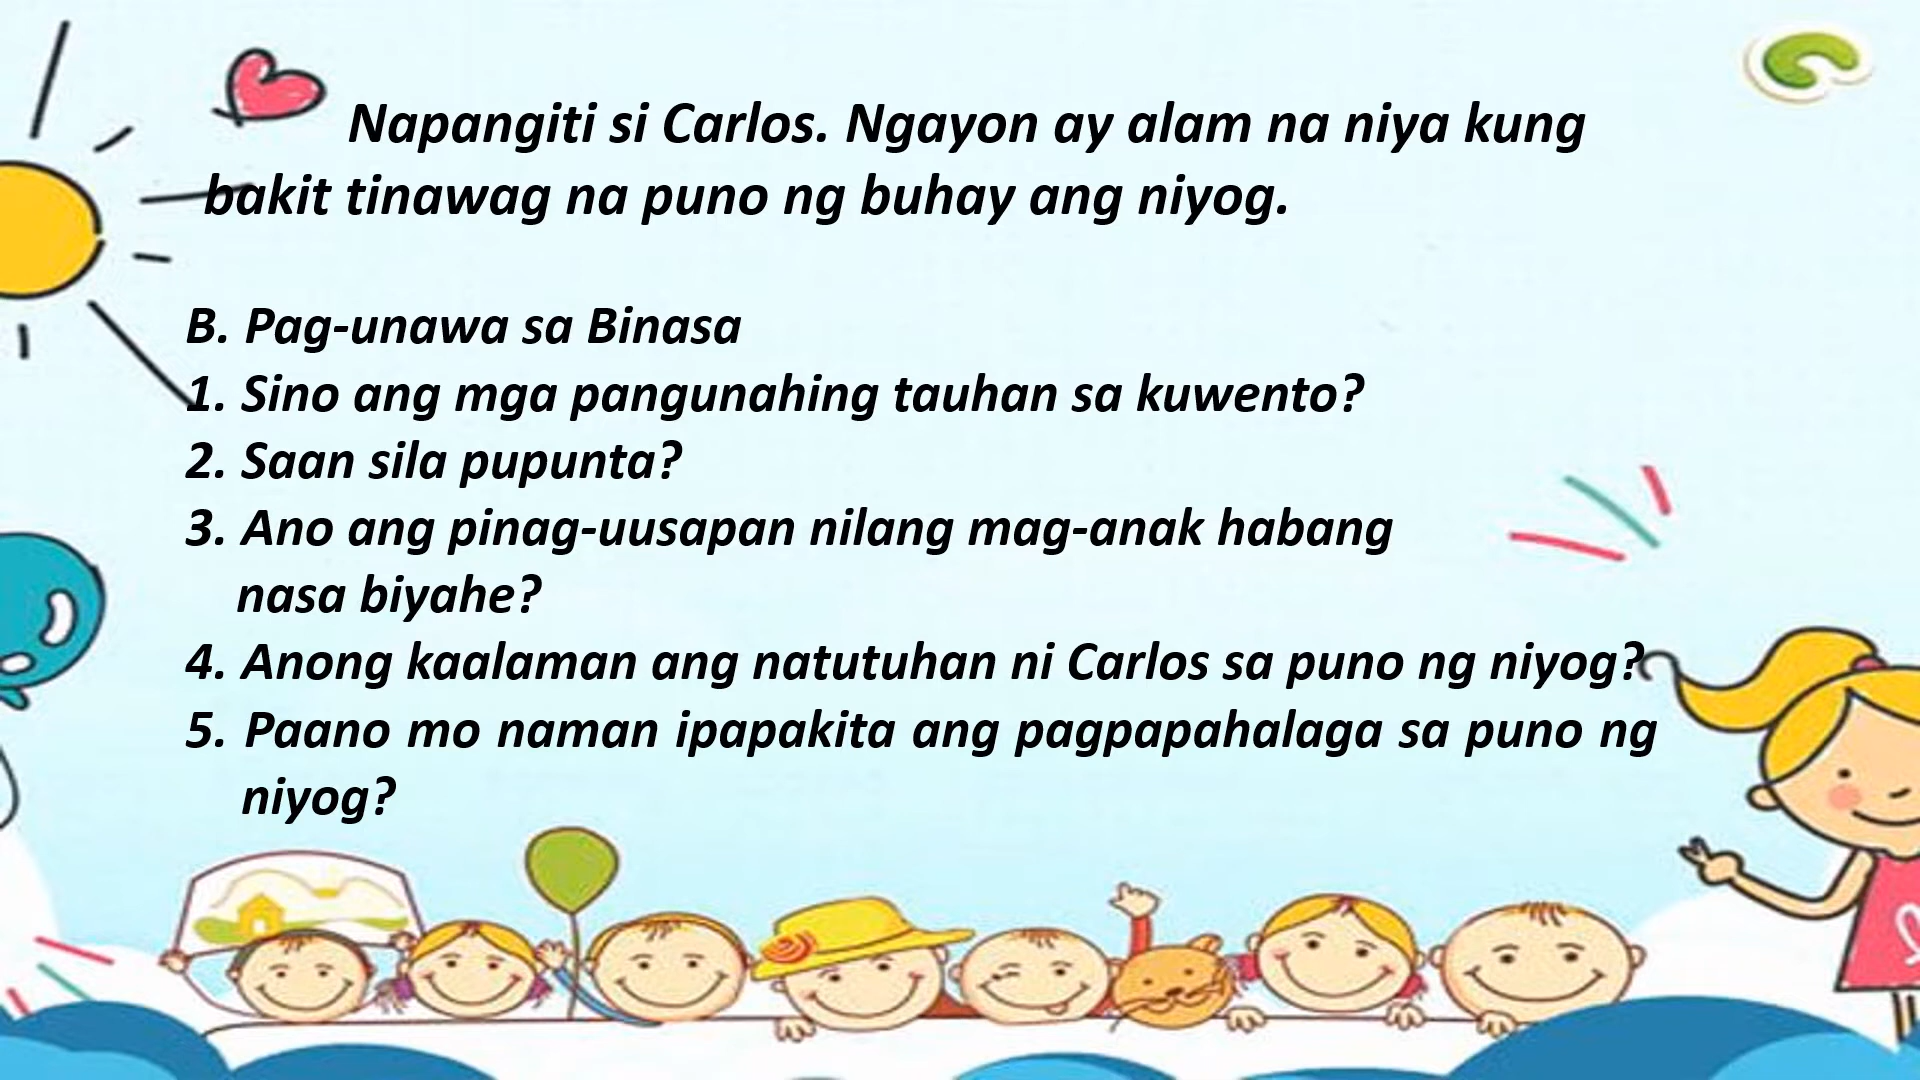 Napangiti si Carlos. Ngayon ay alam na niya kung
bakit tinawag na puno ng buhay ang niyog.
B. Pag-unawa sa Binasa
1. Sino ang mga pangunahing tauhan sa kuwento?
2. Saan sila pupunta?
3. Ano ang pinag-uusapan nilang mag-anak habang
nasa biyahe?
4. Anong kaalaman ang natutuhan ni Carlos sa puno ng niyog?
5. Paano mo naman ipapakita ang pagpapahalaga sa puno ng
niyog?